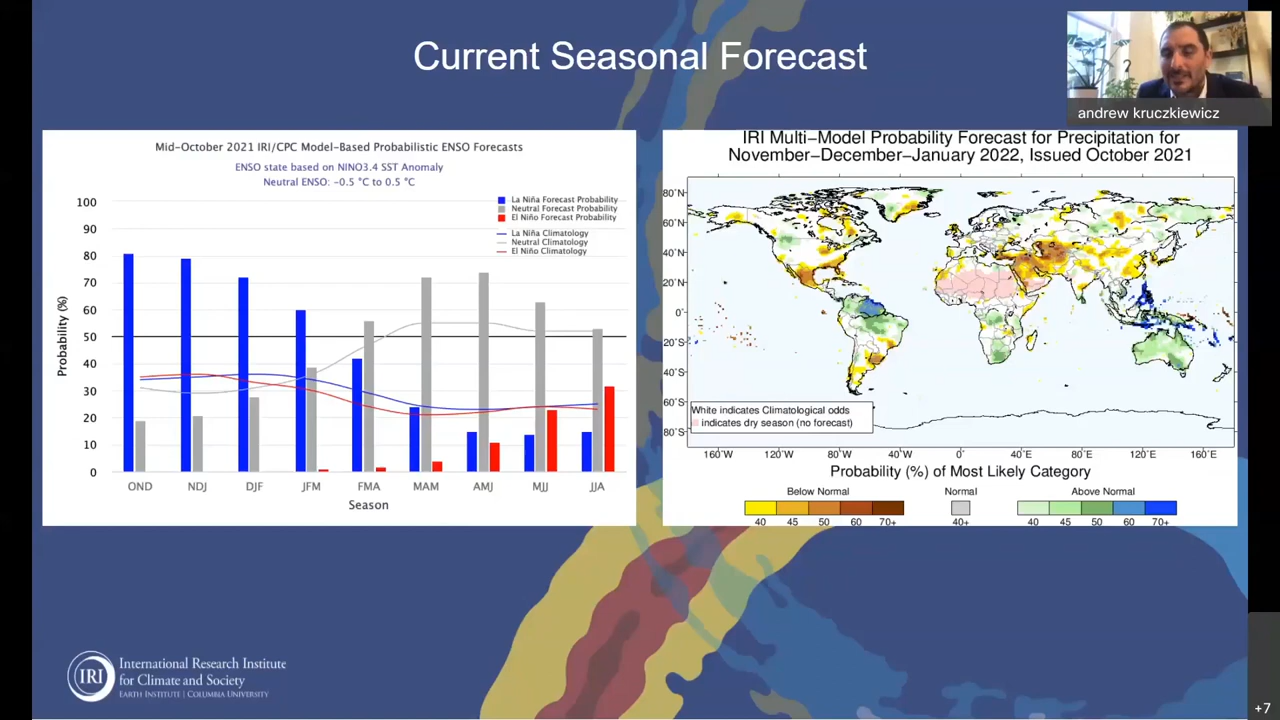 Current Seasonal Forecast
andrew kruczkiewicz
Mid-October 2021 IRI/CPC Model-Based Probabilistic ENSO Forecasts
ENSO state based on NINO3.4 SST Anomaly
Neutral ENSO: -0.5 °C to 0.5 °C
La Niña Forecast Probability
Neutral Forecast Probability
El Niño Forecast Probability
La Niña Climatology
Neutral Climatology
El Niño Climatology
Probability (%)
100
90
80
70
60
50
40
30
20
10
0
OND NDJ DJF JFM FMA MAM AMJ MJJ JJA
Season
IRI Multi-Model Probability Forecast for Precipitation for
November-December-January 2022, Issued October 2021
80°N
60°N
40°N
20°N
0°
20°S
40°S
60°S
80°S
White indicates Climatological odds
indicates dry season (no forecast)
160°W 120°W 80°W 40°W 0° 40°E 80°E 120°E 160°E
Probability (%) of Most Likely Category
Below Normal Normal Above Normal
40 45 50 60 70+ 40+ 40 45 50 60 70+
IRI
International Research Institute
for Climate and Society
EARTH INSTITUTE | COLUMBIA UNIVERSITY
+7